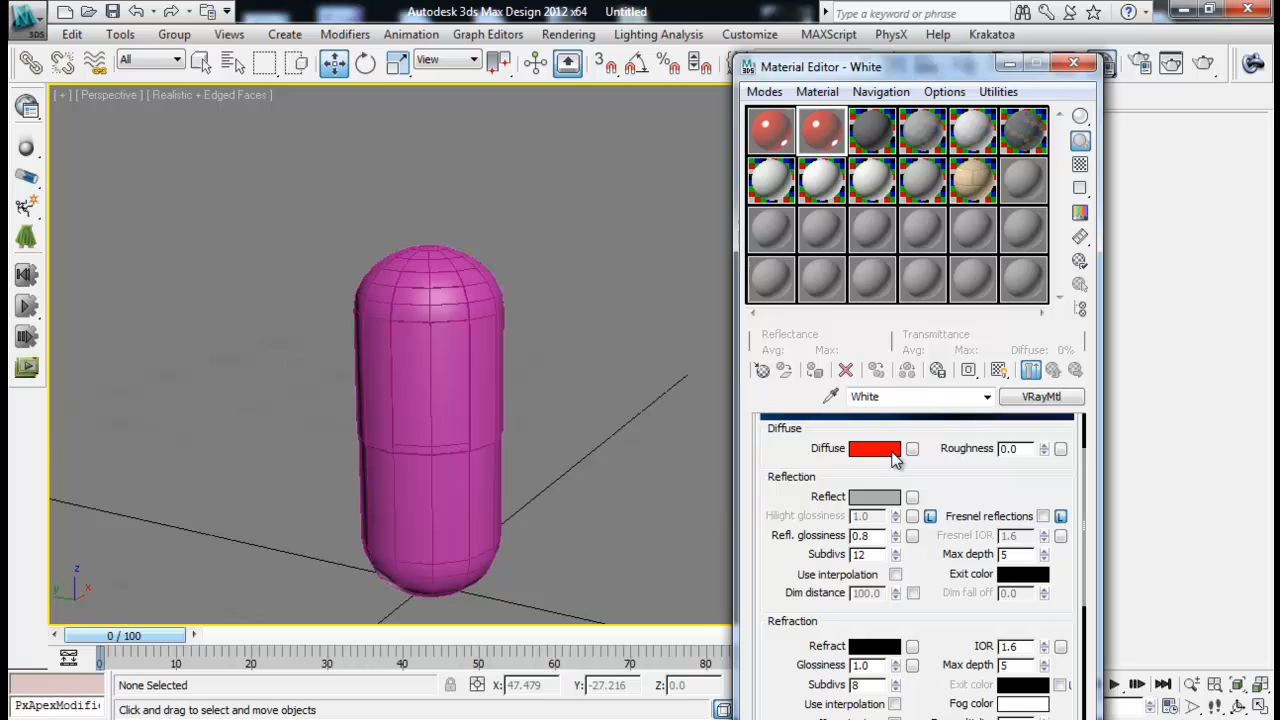 Autodesk 3ds Max Design 2012 x64 Untitled
Type a keyword or phrase
3DS
Edit Tools Group Views Create Modifiers Animation Graph Editors Rendering Lighting Analysis Customize MAXScript PhysX Help Krakatoa
All
View
3
[ + ] [ Perspective ] [ Realistic + Edged Faces ]
Material Editor - White
Modes Material Navigation Options Utilities
Reflectance
Transmittance
Avg: Max:
Avg: Max: Diffuse: 0%
White
VRayMtl
Diffuse
Diffuse
Roughness 0.0
Reflection
Reflect
Hilight glossiness 1.0 L
Fresnel reflections L
Refl. glossiness 0.8
Fresnel IOR 1.6
Subdivs 12
Max depth 5
Use interpolation
Exit color
Dim distance 100.0
Dim fall off 0.0
Refraction
Refract
IOR 1.6
Glossiness 1.0
Max depth 5
Subdivs 8
Exit color
Use interpolation
Fog color
z
x
y
0 / 100
0 10 20 30 40 50 60 70 80
None Selected
X: 47.479 Y: -27.216 Z: 0.0
PxApexModifi
Click and drag to select and move objects